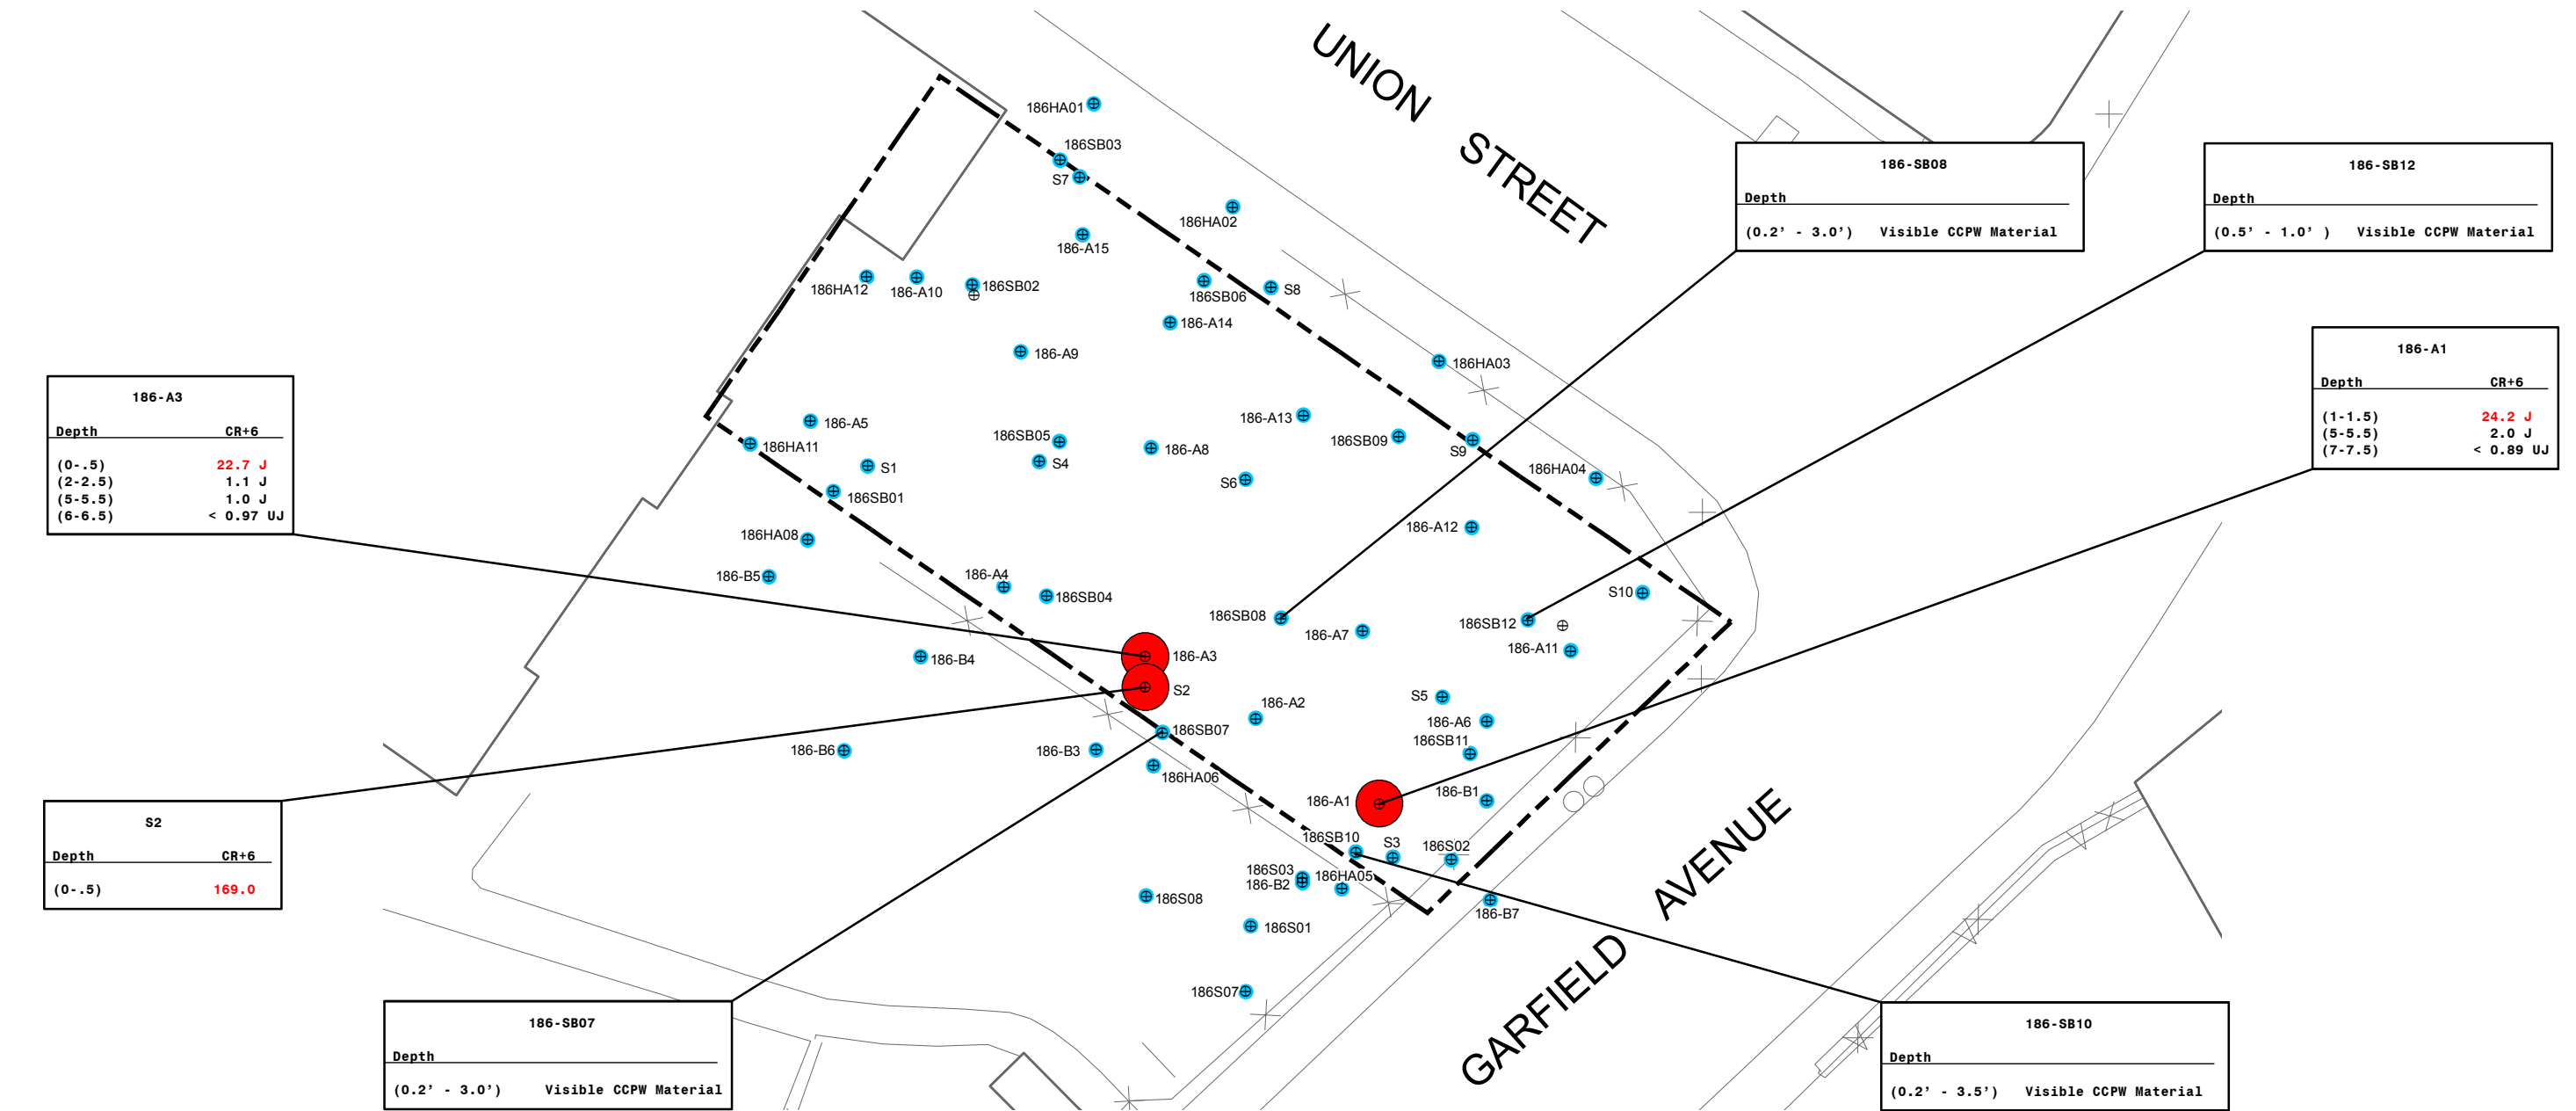 UNION STREET
186HA01
186SB03
S7
186HA02
186-A15
186HA12
186-A10
186SB02
186SB06
S8
186-A14
186-A9
186HA03
186-SB08
Depth
(0.2’ - 3.0’) Visible CCPW Material
186-SB12
Depth
(0.5’ - 1.0’ ) Visible CCPW Material
186-A1
Depth CR+6
(1-1.5) 24.2 J
(5-5.5) 2.0 J
(7-7.5) < 0.89 UJ
186-A3
Depth CR+6
(0-.5) 22.7 J
(2-2.5) 1.1 J
(5-5.5) 1.0 J
(6-6.5) < 0.97 UJ
186-A5
186HA11
S1
186SB01
186SB05
S4
186-A8
186-A13
186SB09
S9
S6
186HA04
186-A12
186HA08
186-B5
186-A4
186SB04
186SB08
186-A7
186SB12
S10
186-A11
186-B4
186-A3
S2
186-A2
S5
186-A6
186SB11
186SB07
186-B3
186-B6
186HA06
186-A1
186-B1
186SB10
S3
186S02
186S03
186-B2
186HA05
186-B7
186S08
186S01
186S07
S2
Depth CR+6
(0-.5) 169.0
GARFIELD AVENUE
186-SB07
Depth
(0.2’ - 3.0’) Visible CCPW Material
186-SB10
Depth
(0.2’ - 3.5’) Visible CCPW Material